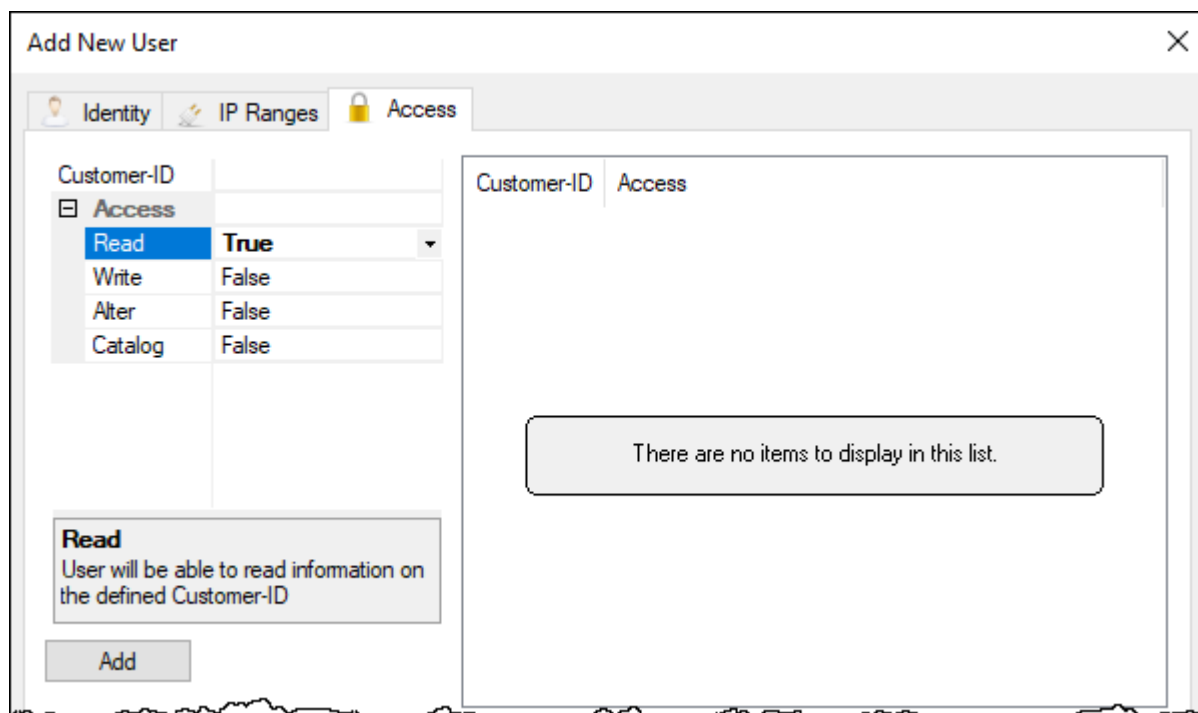 Add New User
Identity IP Ranges Access
Customer-ID
Access
Read True
Write False
Alter False
Catalog False
Read
User will be able to read information on
the defined Customer-ID
Add
Customer-ID Access
There are no items to display in this list.